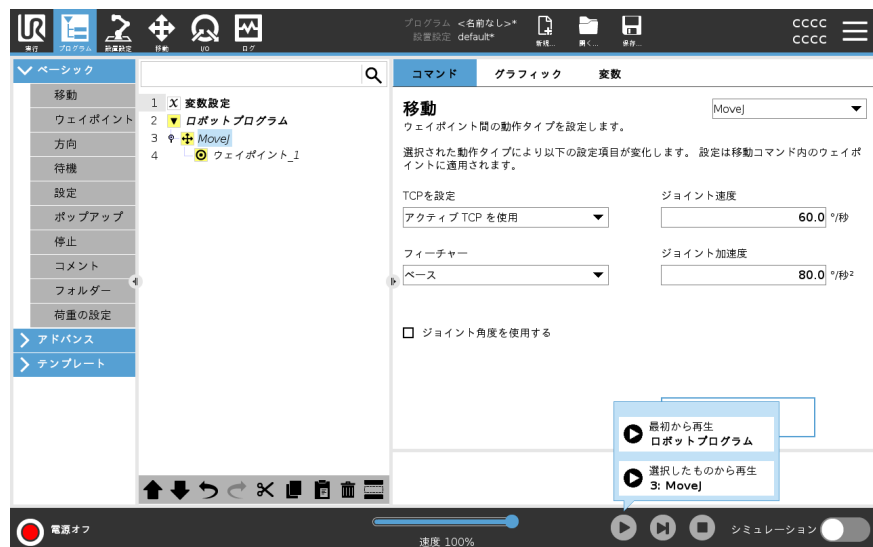 UR
実行
プログラム
設置設定
移動
I/O
ログ
プログラム <名前なし>*
設置設定 default*
新規...
開く...
保存...
CCCC
CCCC
ベーシック
移動
ウェイポイント
方向
待機
設定
ポップアップ
停止
コメント
フォルダー
荷重の設定
アドバンス
テンプレート
1 X 変数設定
2 ロボットプログラム
3 MoveJ
4 ウェイポイント_1
コマンド グラフィック 変数
移動
MoveJ
ウェイポイント間の動作タイプを設定します。
選択された動作タイプにより以下の設定項目が変化します。 設定は移動コマンド内のウェイポ
イントに適用されます。
TCPを設定
アクティブ TCP を使用
ジョイント速度
60.0 °/秒
フィーチャー
ベース
ジョイント加速度
80.0 °/秒²
ジョイント角度を使用する
最初から再生
ロボットプログラム
選択したものから再生
3: MoveJ
電源オフ
速度 100%
シミュレーション